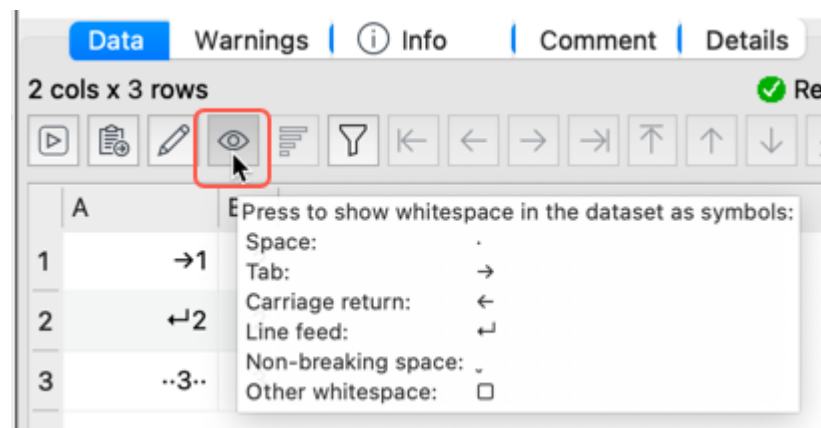 Data Warnings Info Comment Details
2 cols x 3 rows Re
A
Press to show whitespace in the dataset as symbols:
Space: ·
1 →1
Tab: →
Carriage return: ←
2 ↵2
Line feed: ↵
Non-breaking space: ˬ
3 ··3··
Other whitespace: ▢